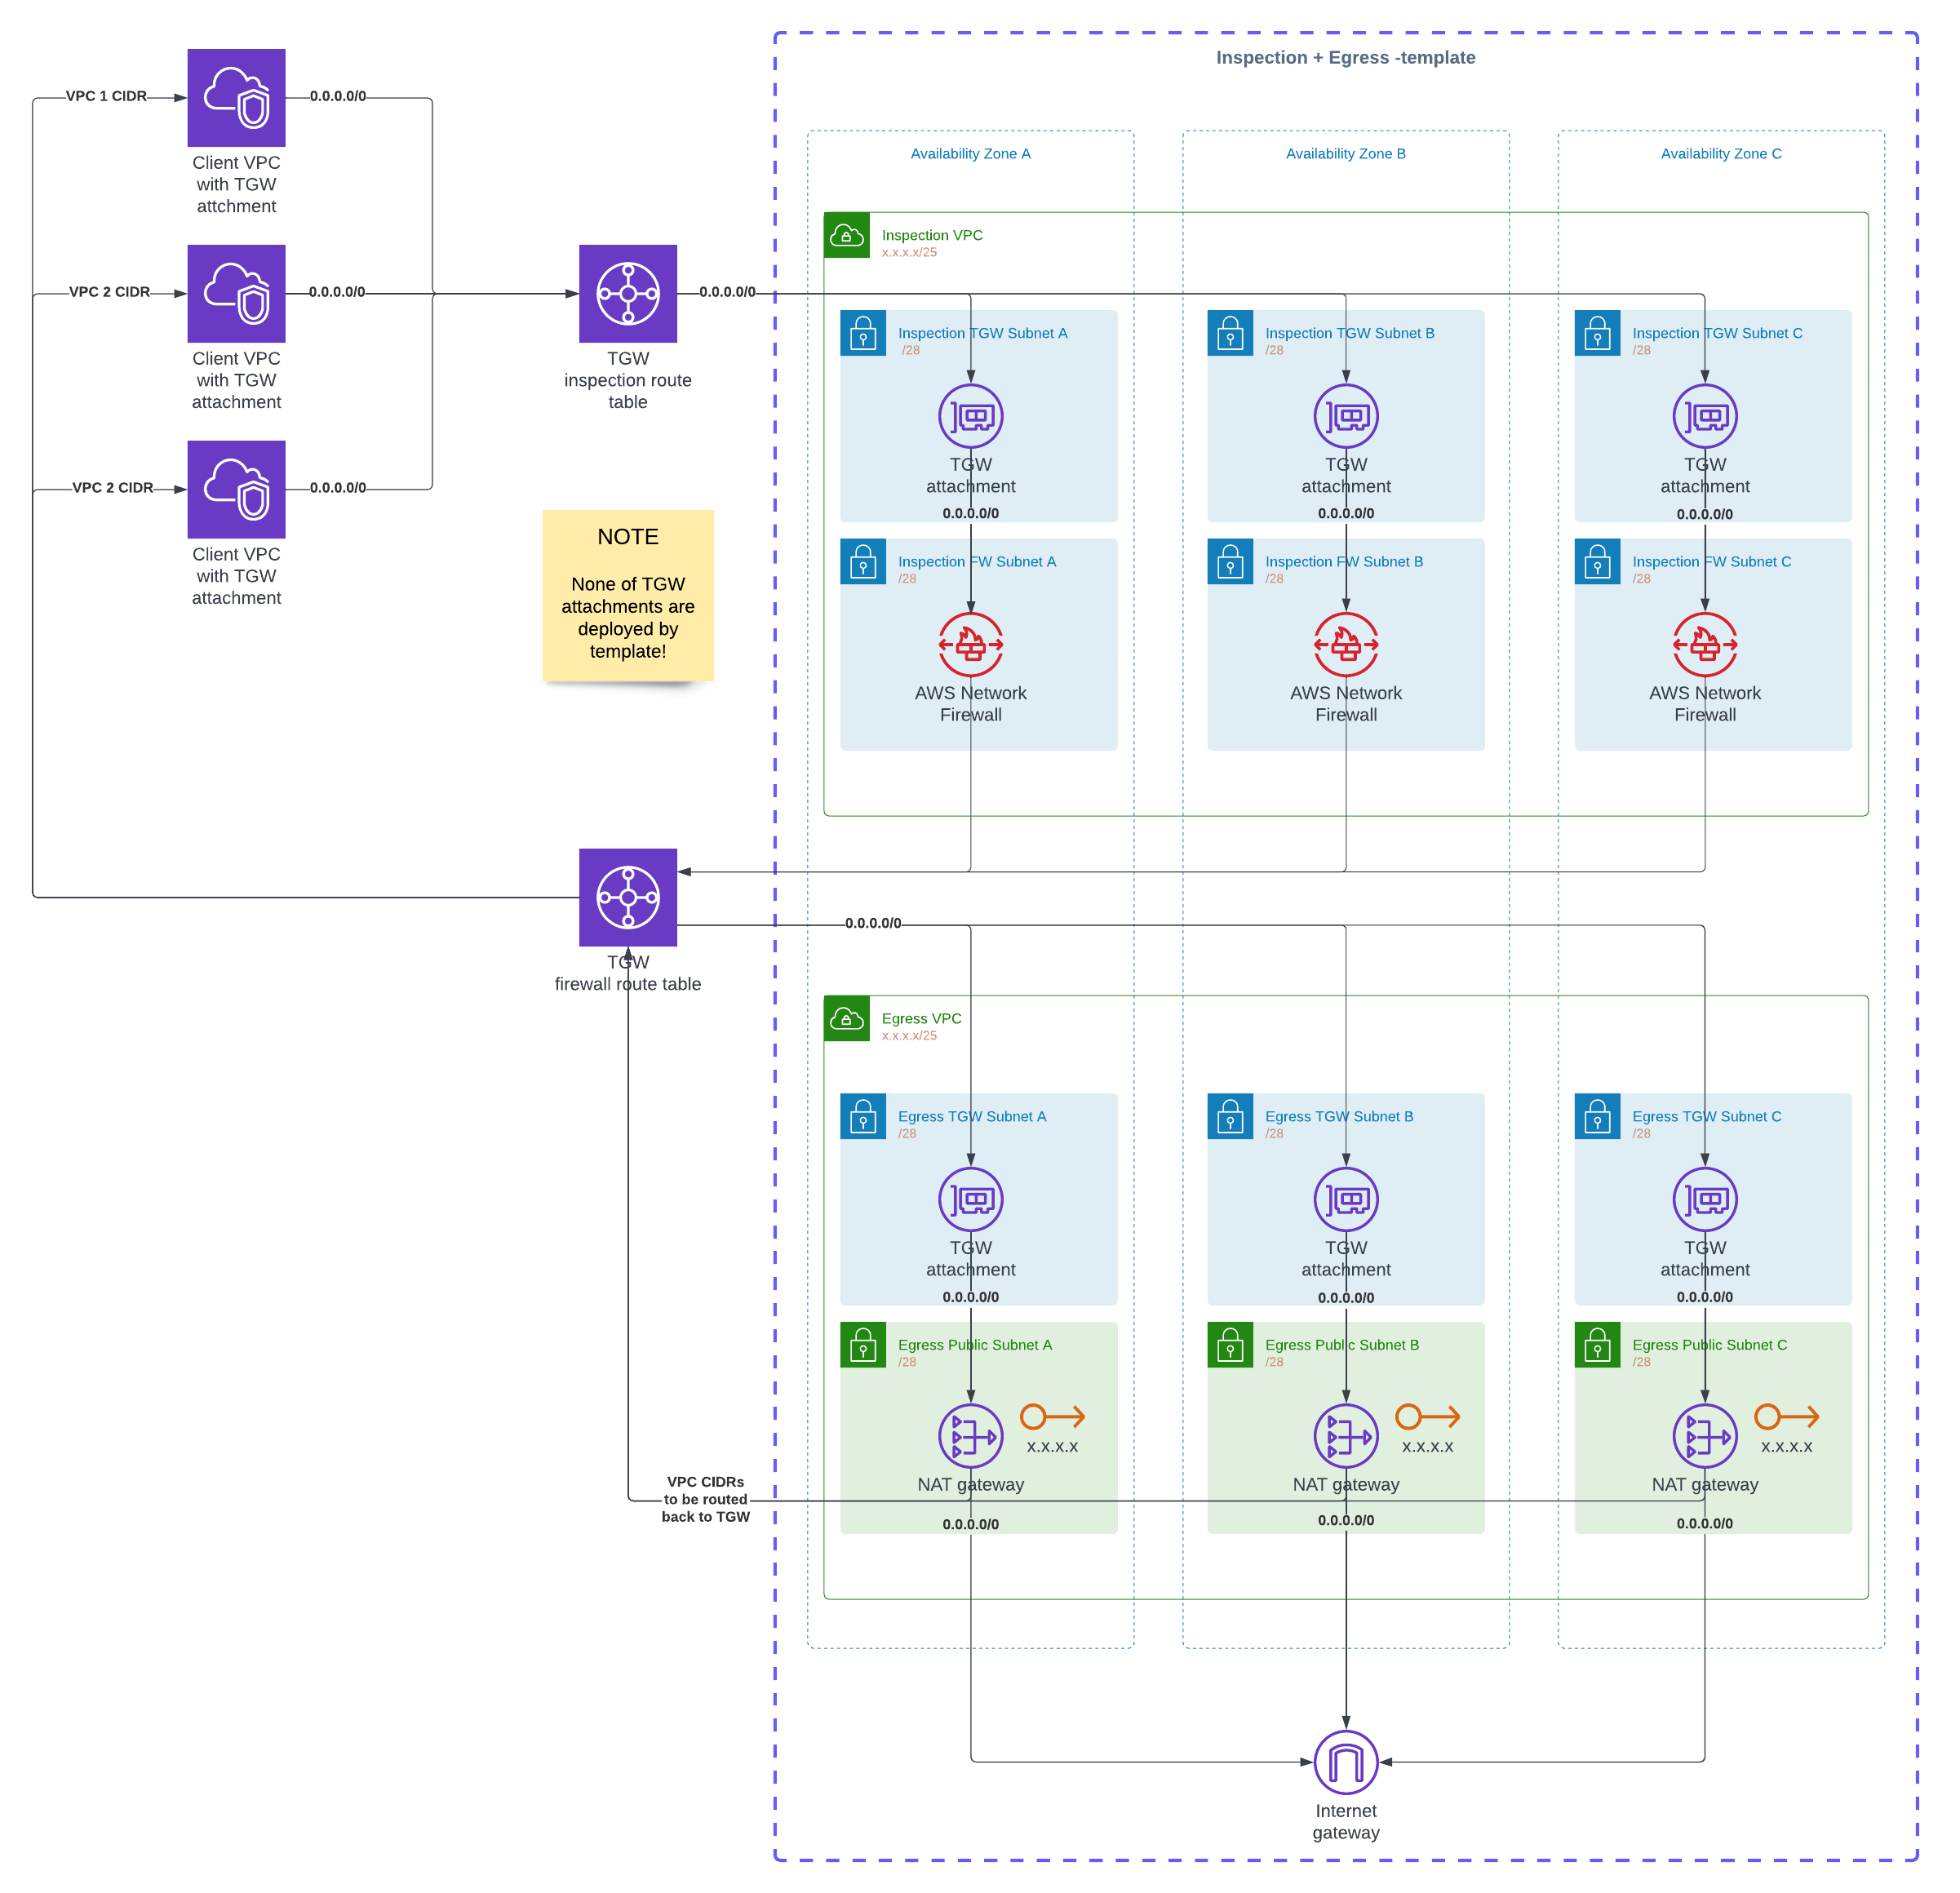 Inspection + Egress -template
VPC 1 CIDR
0.0.0.0/0
Client VPC
with TGW
attchment
VPC 2 CIDR
0.0.0.0/0
Client VPC
with TGW
attachment
VPC 2 CIDR
0.0.0.0/0
Client VPC
with TGW
attachment
TGW
inspection route
table
0.0.0.0/0
NOTE
None of TGW
attachments are
deployed by
template!
Availability Zone A
Availability Zone B
Availability Zone C
Inspection VPC
x.x.x.x/25
Inspection TGW Subnet A
/28
TGW
attachment
0.0.0.0/0
Inspection TGW Subnet B
/28
TGW
attachment
0.0.0.0/0
Inspection TGW Subnet C
/28
TGW
attachment
0.0.0.0/0
Inspection FW Subnet A
/28
AWS Network
Firewall
Inspection FW Subnet B
/28
AWS Network
Firewall
Inspection FW Subnet C
/28
AWS Network
Firewall
TGW
firewall route table
0.0.0.0/0
Egress VPC
x.x.x.x/25
Egress TGW Subnet A
/28
TGW
attachment
0.0.0.0/0
Egress TGW Subnet B
/28
TGW
attachment
0.0.0.0/0
Egress TGW Subnet C
/28
TGW
attachment
0.0.0.0/0
Egress Public Subnet A
/28
x.x.x.x
NAT gateway
0.0.0.0/0
Egress Public Subnet B
/28
x.x.x.x
NAT gateway
0.0.0.0/0
Egress Public Subnet C
/28
x.x.x.x
NAT gateway
0.0.0.0/0
VPC CIDRs
to be routed
back to TGW
Internet
gateway